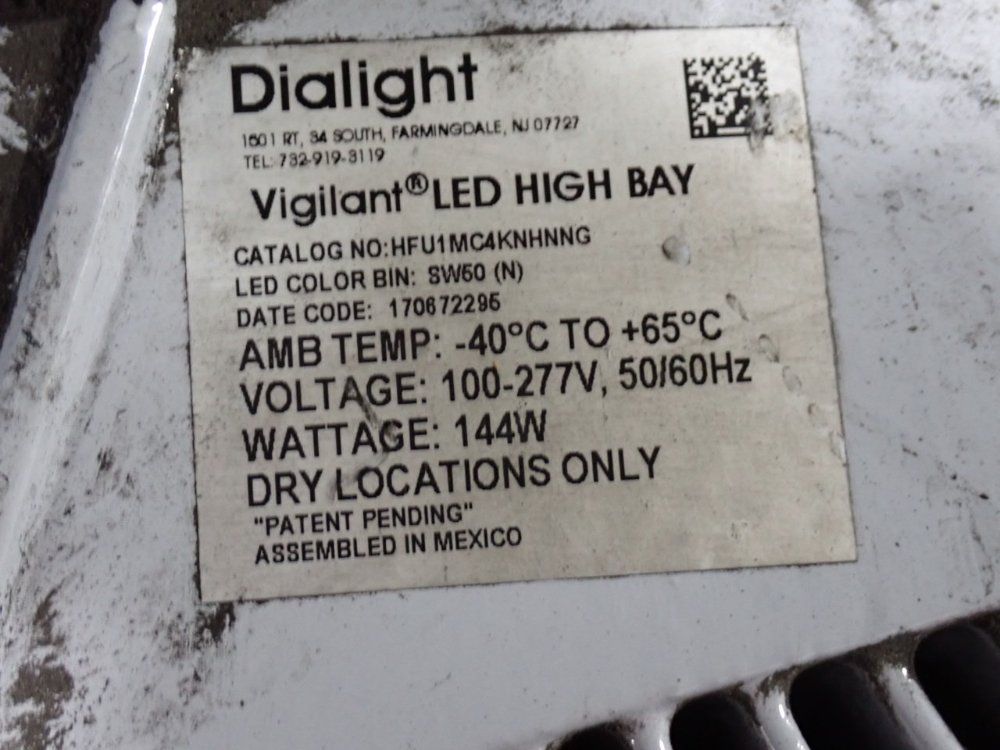 Dialight
1501 RT, 34 SOUTH, FARMINGDALE, NJ 07727
TEL: 732-919-3119
Vigilant® LED HIGH BAY
CATALOG NO:HFU1MC4KNHNNG
LED COLOR BIN: SW50 (N)
DATE CODE: 170672295
AMB TEMP: -40°C TO +65°C
VOLTAGE: 100-277V, 50/60Hz
WATTAGE: 144W
DRY LOCATIONS ONLY
"PATENT PENDING"
ASSEMBLED IN MEXICO